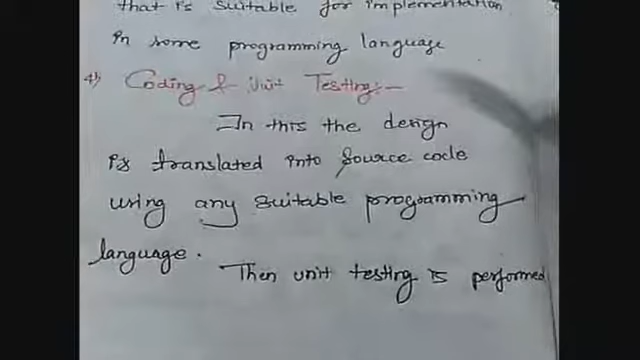 that is suitable for implementation
in some programming language
4) Coding & Unit Testing:-
In this the design
is translated into source code
using any suitable programming
language.
Then unit testing is performed